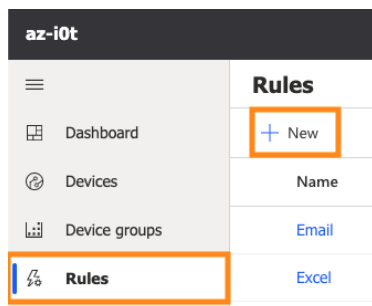 az-i0t
Rules
+ New
Dashboard
Name
Devices
Device groups
Email
Rules
Excel